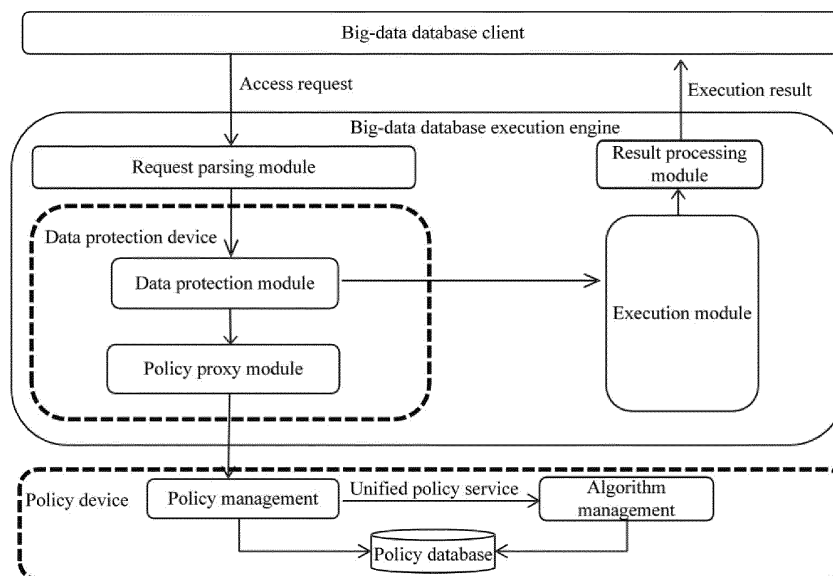 Big-data database client
Access request
Execution result
Big-data database execution engine
Request parsing module
Result processing
module
Data protection device
Data protection module
Execution module
Policy proxy module
Policy device
Policy management
Unified policy service
Algorithm
management
Policy database